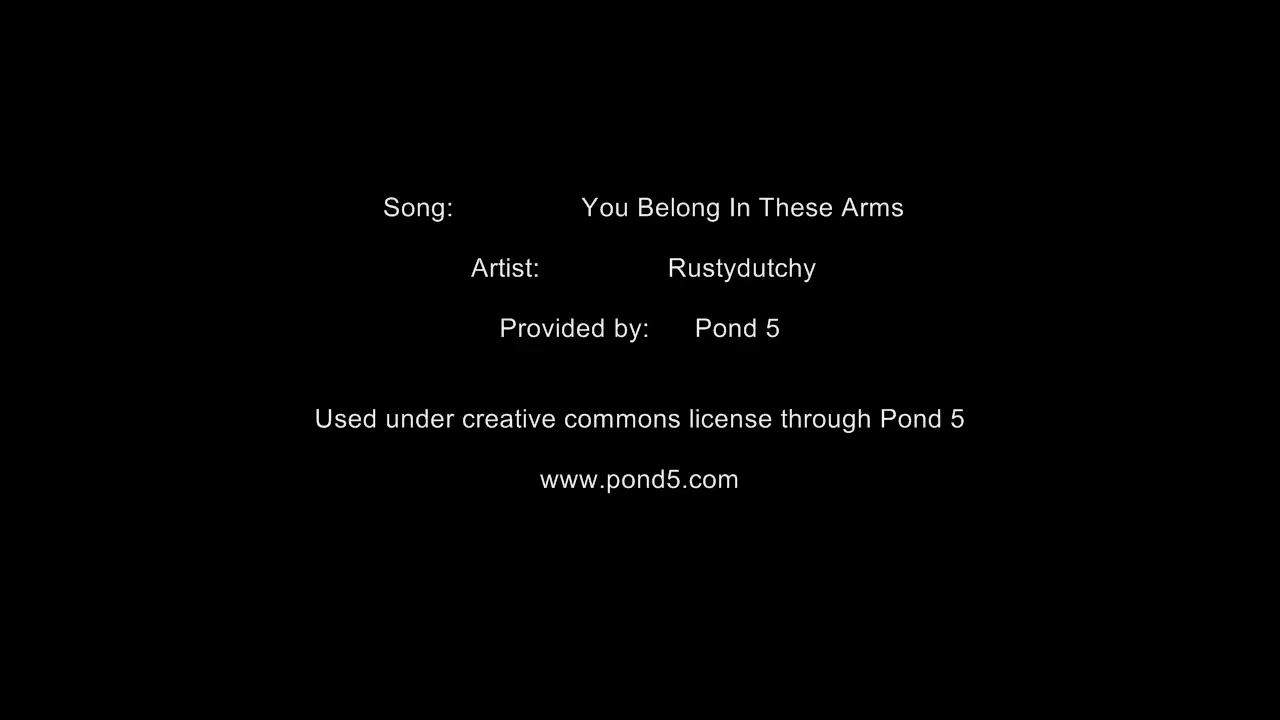 Song: You Belong In These Arms
Artist: Rustydutchy
Provided by: Pond 5
Used under creative commons license through Pond 5
www.pond5.com